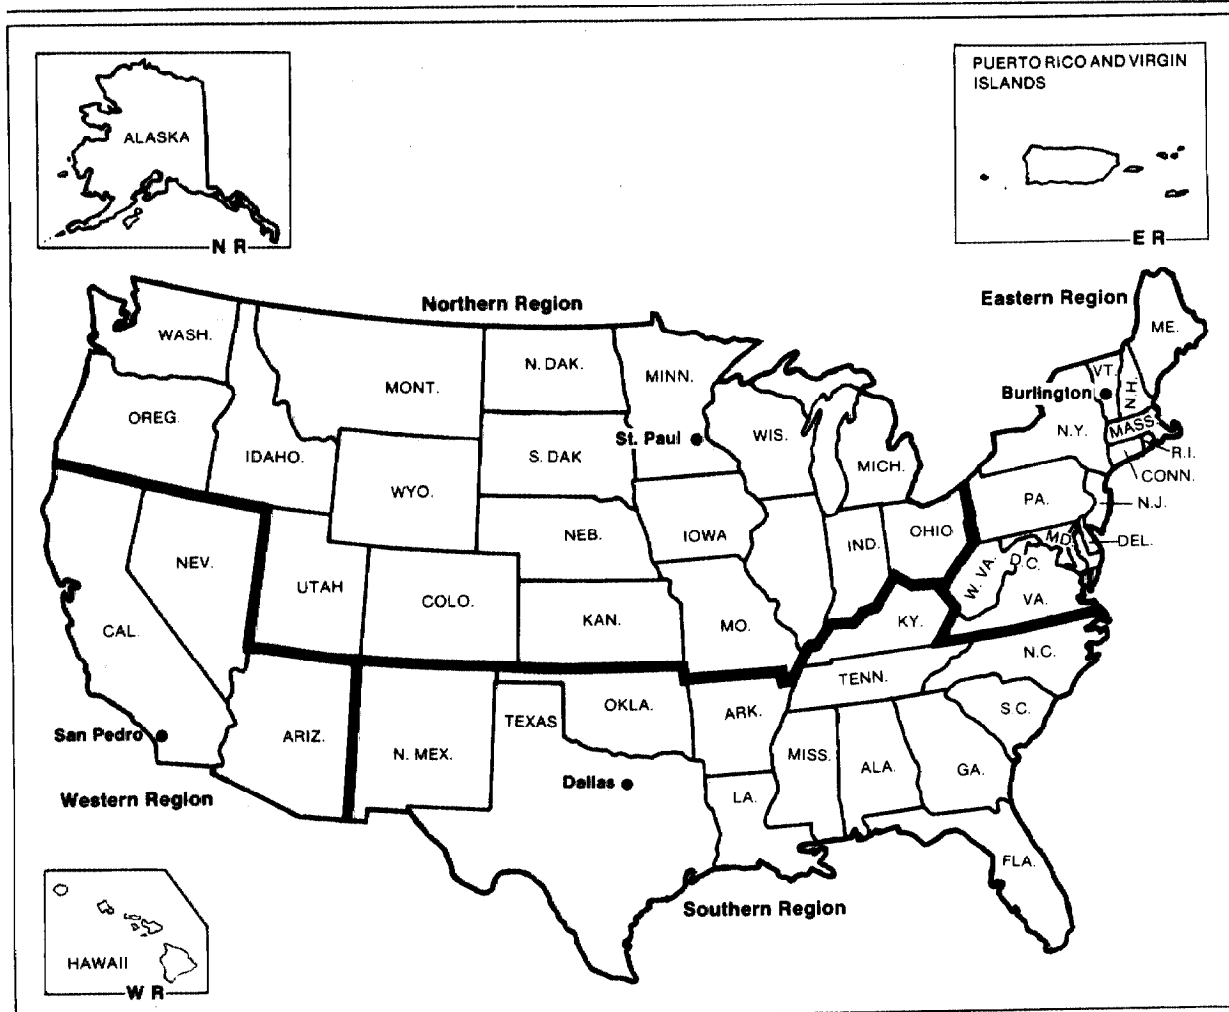 PUERTO RICO AND VIRGIN
ISLANDS
ALASKA
N R
E R
Northern Region
Eastern Region
ME.
WASH.
N. DAK.
MINN.
VT.
MONT.
N.H.
Burlington
OREG.
MASS.
N.Y.
WIS.
St. Paul
R.I.
IDAHO.
S. DAK
MICH.
CONN.
WYO.
PA.
N.J.
NEB.
IOWA
OHIO
IND.
MD.
DEL.
NEV.
D.C.
W. VA.
UTAH
COLO.
VA.
KAN.
KY.
CAL.
MO.
N.C.
TENN.
OKLA.
S C.
ARK.
TEXAS
San Pedro
ARIZ.
N. MEX.
MISS.
ALA.
GA.
Dallas
LA.
Western Region
FLA.
Southern Region
HAWAII
W R